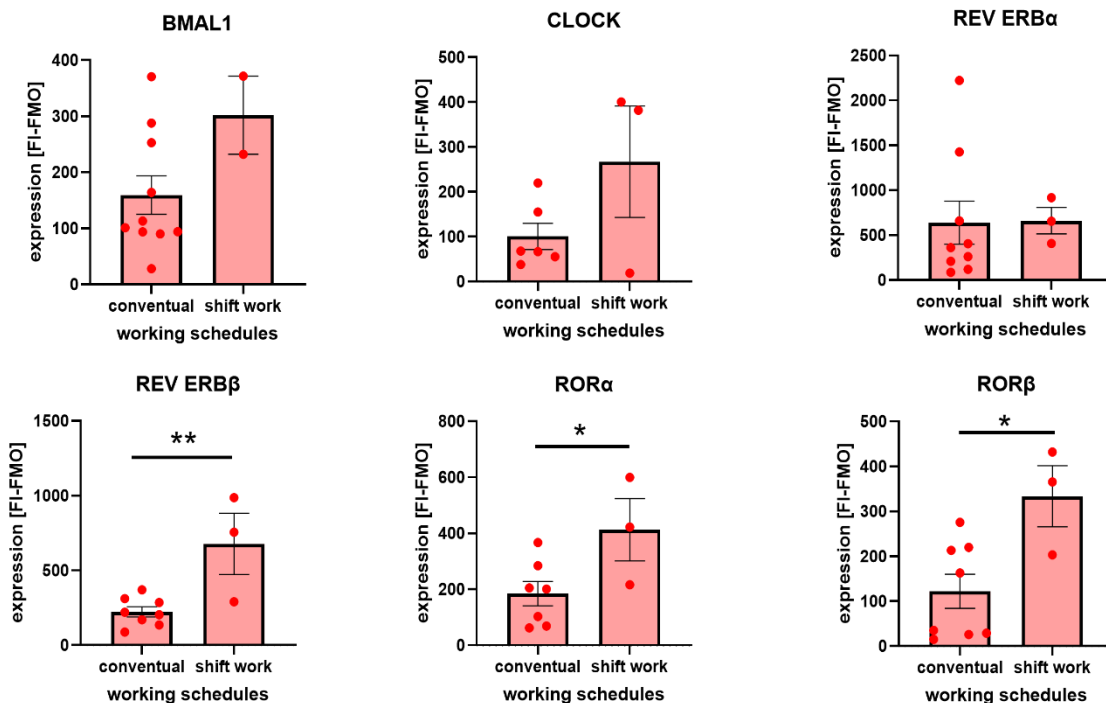 BMAL1
expression [FI-FMO]
400
300
200
100
0
conventual shift work
working schedules
CLOCK
expression [FI-FMO]
500
400
300
200
100
0
conventual shift work
working schedules
REV ERBα
expression [FI-FMO]
2500
2000
1500
1000
500
0
conventual shift work
working schedules
REV ERBβ
expression [FI-FMO]
1500
1000
500
0
**
conventual shift work
working schedules
RORα
expression [FI-FMO]
800
600
400
200
0
*
conventual shift work
working schedules
RORβ
expression [FI-FMO]
500
400
300
200
100
0
*
conventual shift work
working schedules